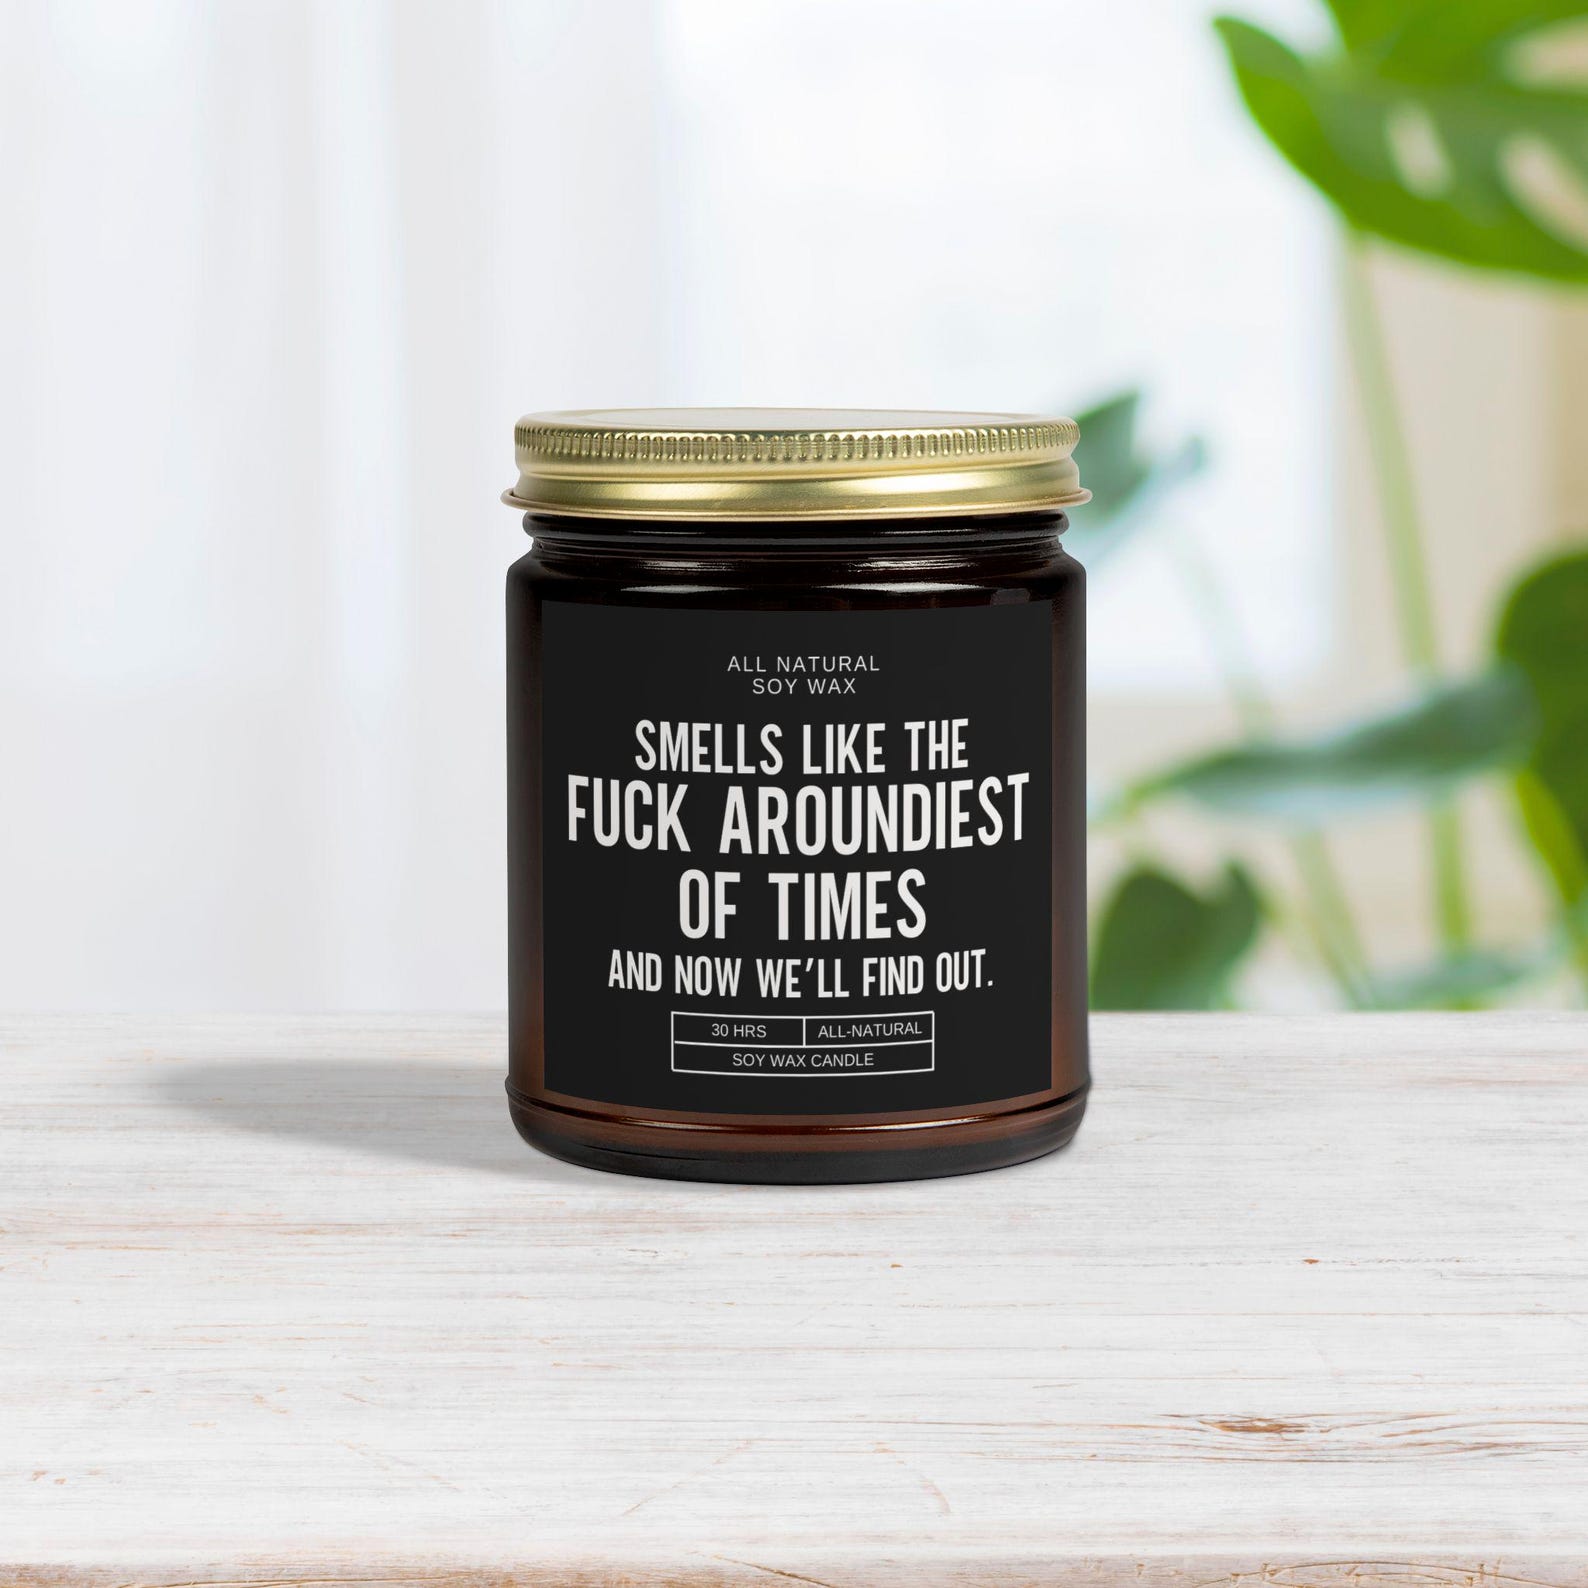 ALL NATURAL
SOY WAX
SMELLS LIKE THE
FUCK AROUNDIEST
OF TIMES
AND NOW WE'LL FIND OUT.
30 HRS ALL-NATURAL
SOY WAX CANDLE